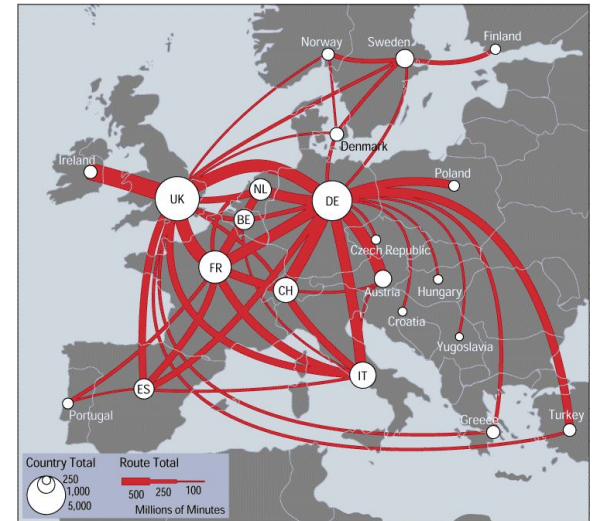 Norway
Sweden
Finland
Denmark
Ireland
UK
NL
BE
DE
Poland
Czech Republic
FR
CH
Austria
Hungary
Croatia
Yugoslavia
IT
ES
Portugal
Greece
Turkey
Country Total
250
1,000
5,000
Route Total
500 250 100
Millions of Minutes